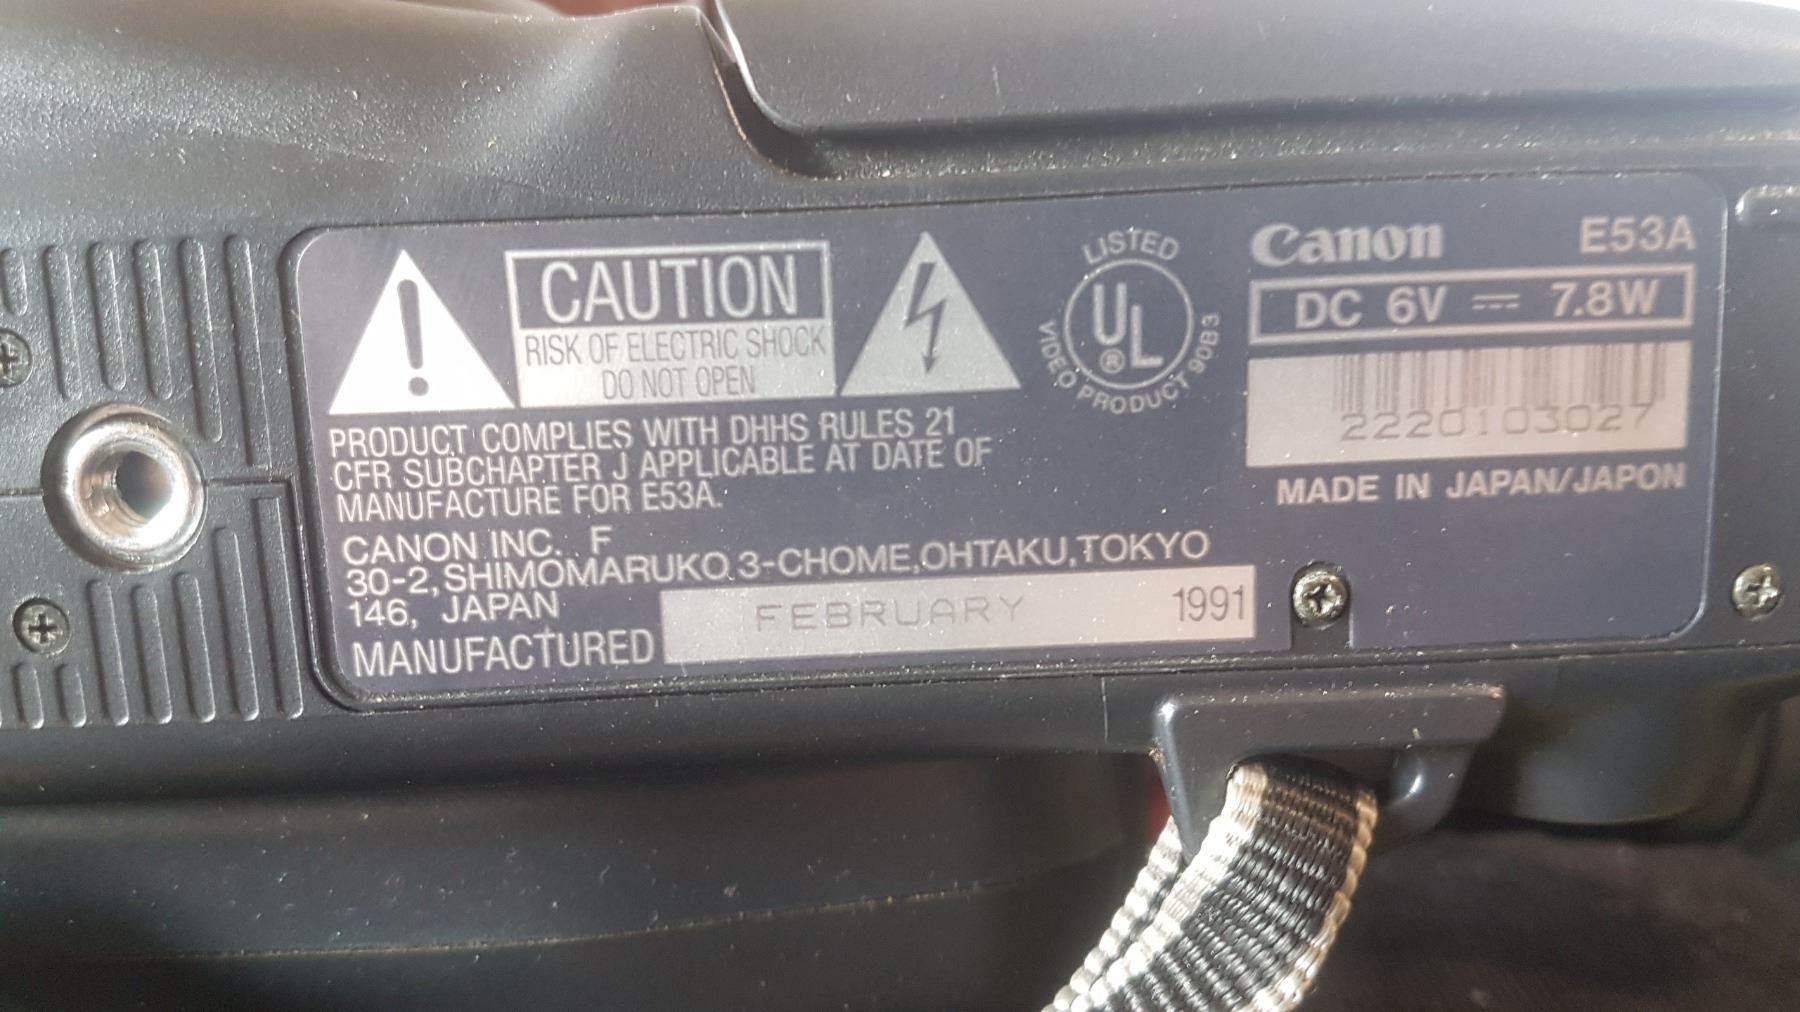 CAUTION
RISK OF ELECTRIC SHOCK
DO NOT OPEN
PRODUCT COMPLIES WITH DHHS RULES 21
CFR SUBCHAPTER J APPLICABLE AT DATE OF
MANUFACTURE FOR E53A.
CANON INC. F
30-2, SHIMOMARUKO 3-CHOME, OHTAKU, TOKYO
146, JAPAN
MANUFACTURED FEBRUARY 1991
LISTED
UL ®
VIDEO PRODUCT 90B3
Canon E53A
DC 6V ⎓ 7.8W
2220103027
MADE IN JAPAN/JAPON